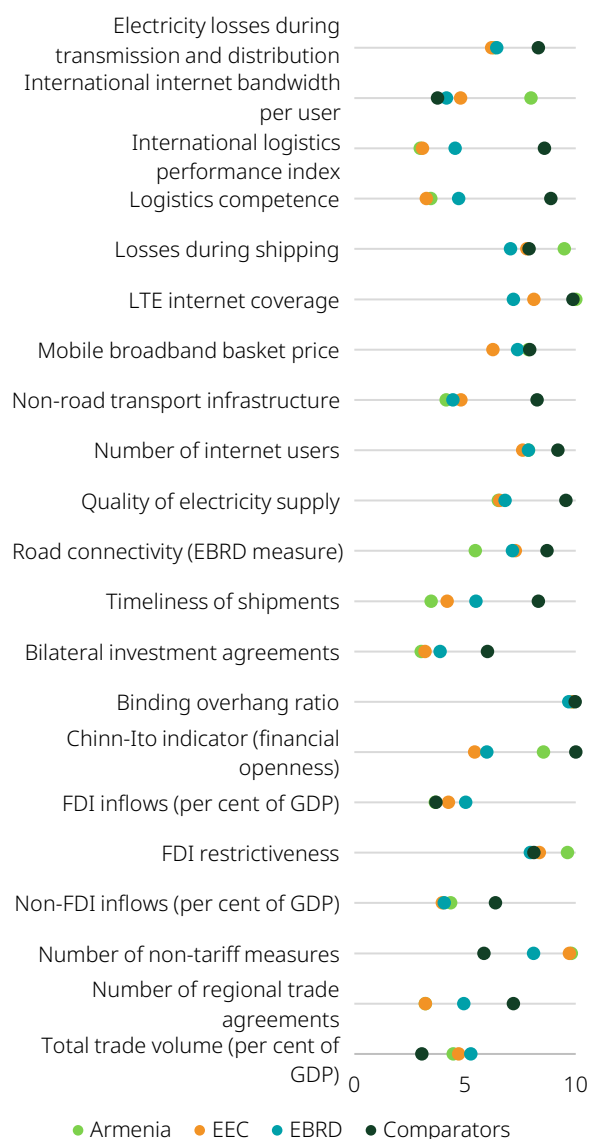 Electricity losses during
transmission and distribution
International internet bandwidth
per user
International logistics
performance index
Logistics competence
Losses during shipping
LTE internet coverage
Mobile broadband basket price
Non-road transport infrastructure
Number of internet users
Quality of electricity supply
Road connectivity (EBRD measure)
Timeliness of shipments
Bilateral investment agreements
Binding overhang ratio
Chinn-Ito indicator (financial
openness)
FDI inflows (per cent of GDP)
FDI restrictiveness
Non-FDI inflows (per cent of GDP)
Number of non-tariff measures
Number of regional trade
agreements
Total trade volume (per cent of
GDP)
0 5 10
Armenia EEC EBRD Comparators